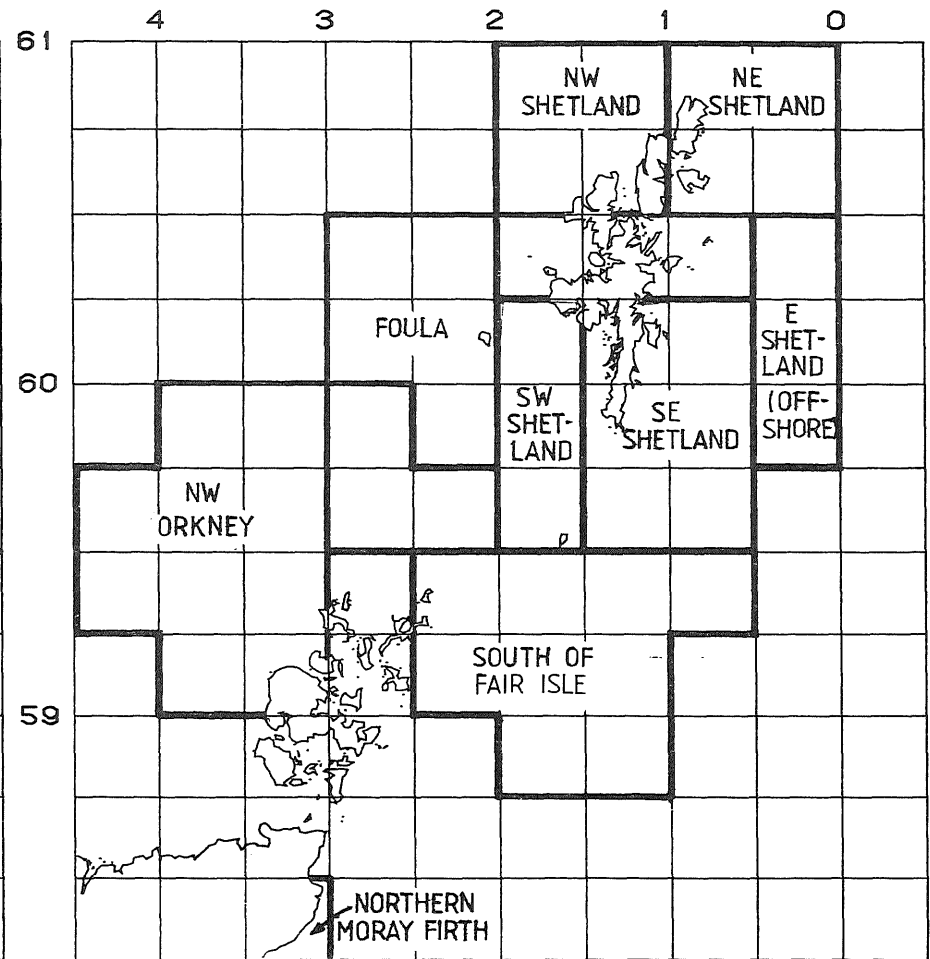 4 3 2 1 0
61
NW
SHETLAND
NE
SHETLAND
FOULA
E
SHET-
LAND
(OFF-
SHORE)
60
SW
SHET-
LAND
SE
SHETLAND
NW
ORKNEY
SOUTH OF
FAIR ISLE
59
NORTHERN
MORAY FIRTH